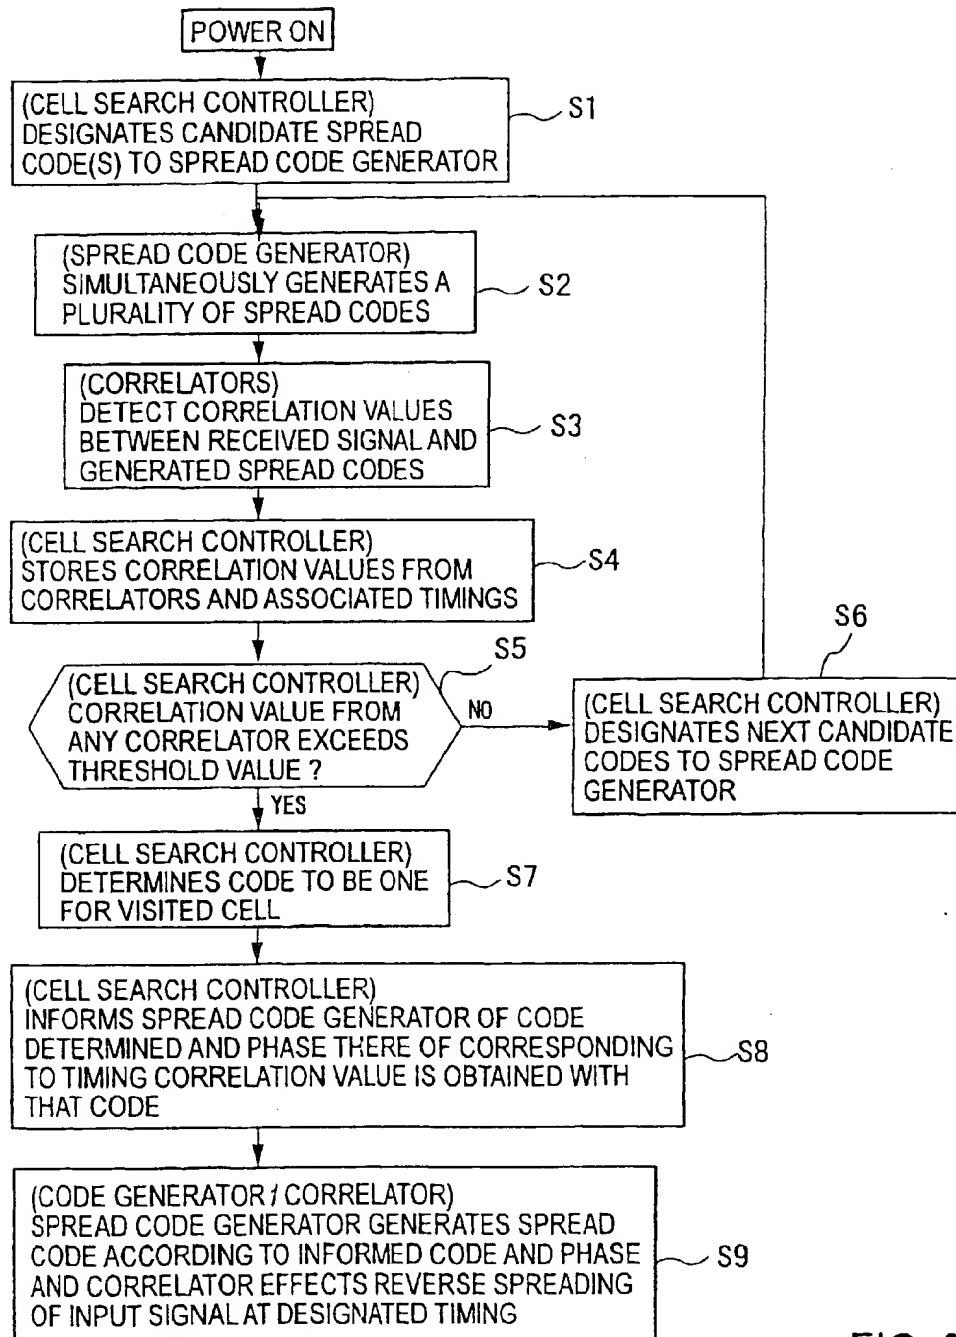 POWER ON
(CELL SEARCH CONTROLLER)
DESIGNATES CANDIDATE SPREAD
CODE(S) TO SPREAD CODE GENERATOR
S1
(SPREAD CODE GENERATOR)
SIMULTANEOUSLY GENERATES A
PLURALITY OF SPREAD CODES
S2
(CORRELATORS)
DETECT CORRELATION VALUES
BETWEEN RECEIVED SIGNAL AND
GENERATED SPREAD CODES
S3
(CELL SEARCH CONTROLLER)
STORES CORRELATION VALUES FROM
CORRELATORS AND ASSOCIATED TIMINGS
S4
(CELL SEARCH CONTROLLER)
CORRELATION VALUE FROM
ANY CORRELATOR EXCEEDS
THRESHOLD VALUE ?
S5
NO
YES
(CELL SEARCH CONTROLLER)
DESIGNATES NEXT CANDIDATE
CODES TO SPREAD CODE
GENERATOR
S6
(CELL SEARCH CONTROLLER)
DETERMINES CODE TO BE ONE
FOR VISITED CELL
S7
(CELL SEARCH CONTROLLER)
INFORMS SPREAD CODE GENERATOR OF CODE
DETERMINED AND PHASE THERE OF CORRESPONDING
TO TIMING CORRELATION VALUE IS OBTAINED WITH
THAT CODE
S8
(CODE GENERATOR / CORRELATOR)
SPREAD CODE GENERATOR GENERATES SPREAD
CODE ACCORDING TO INFORMED CODE AND PHASE
AND CORRELATOR EFFECTS REVERSE SPREADING
OF INPUT SIGNAL AT DESIGNATED TIMING
S9